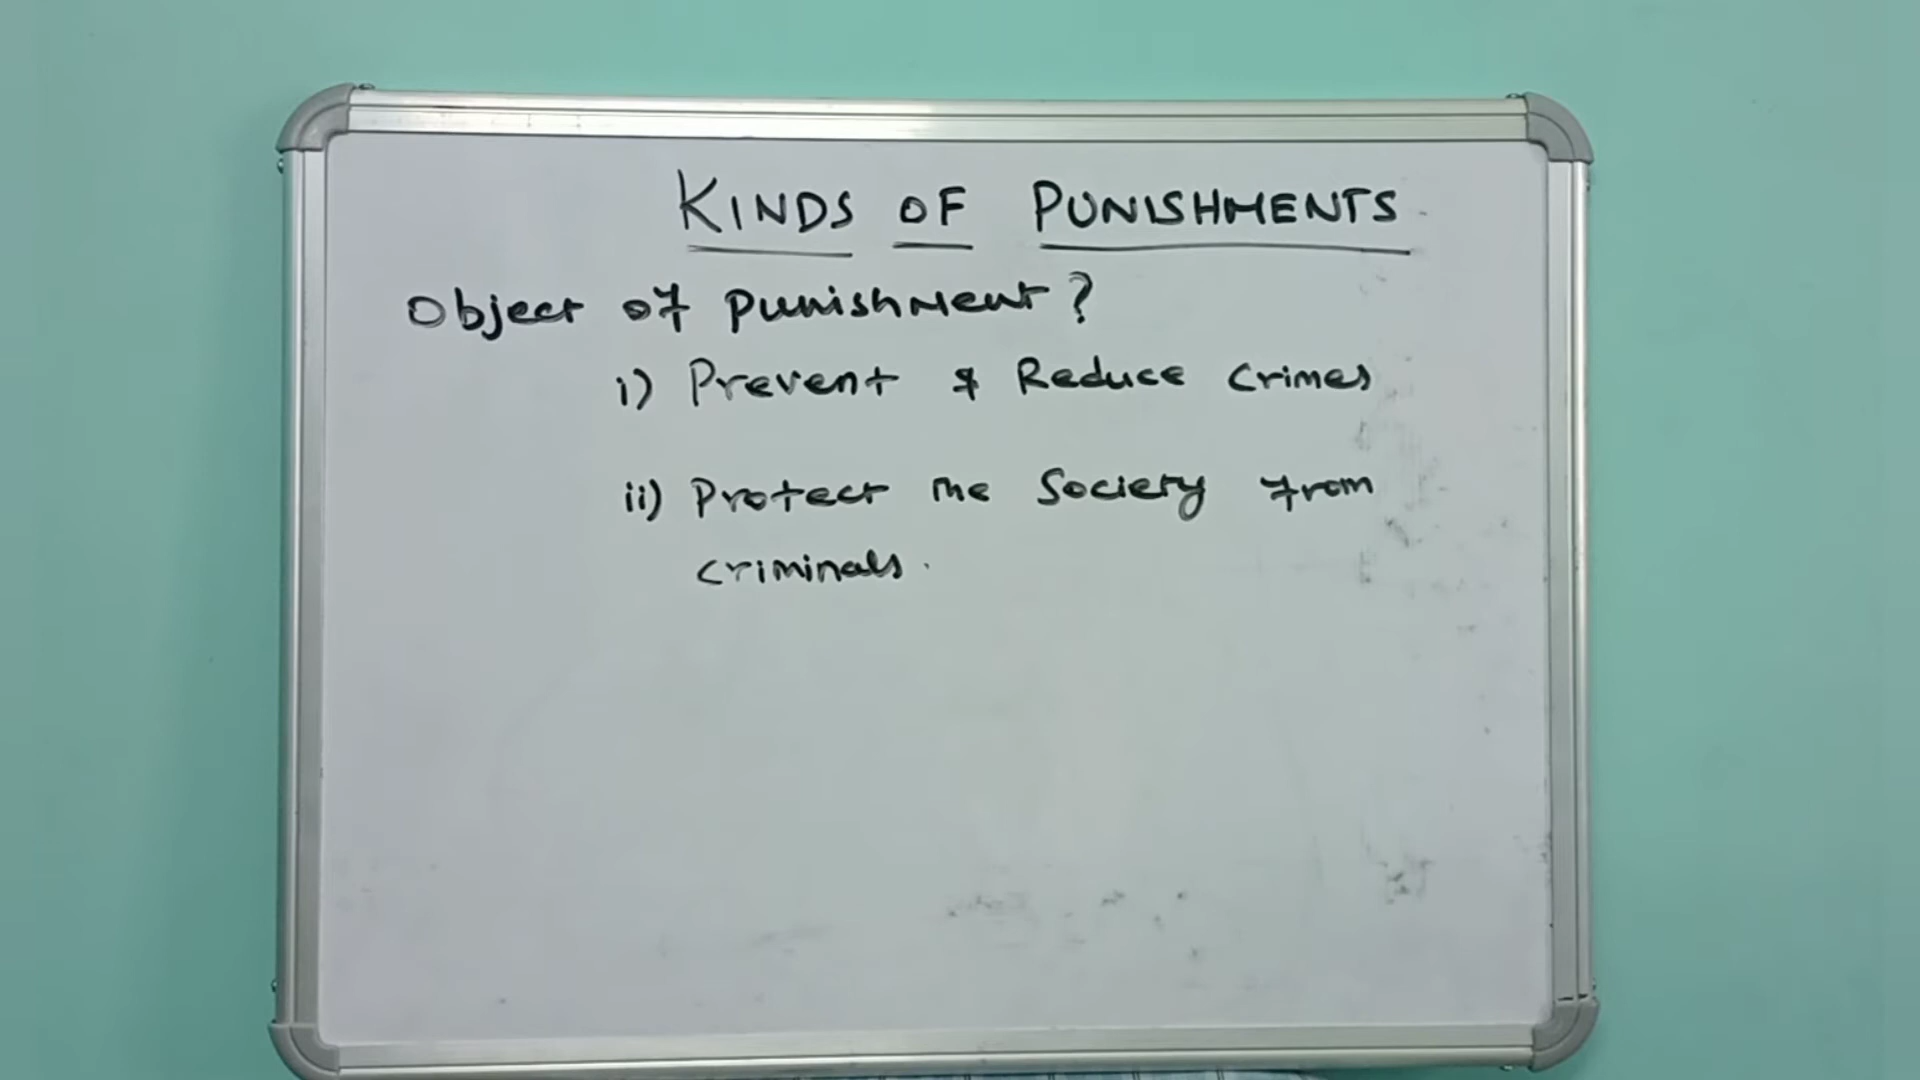 KINDS OF PUNISHMENTS
Object of punishment?
i) Prevent & Reduce crimes
ii) Protect the Society from
criminals.